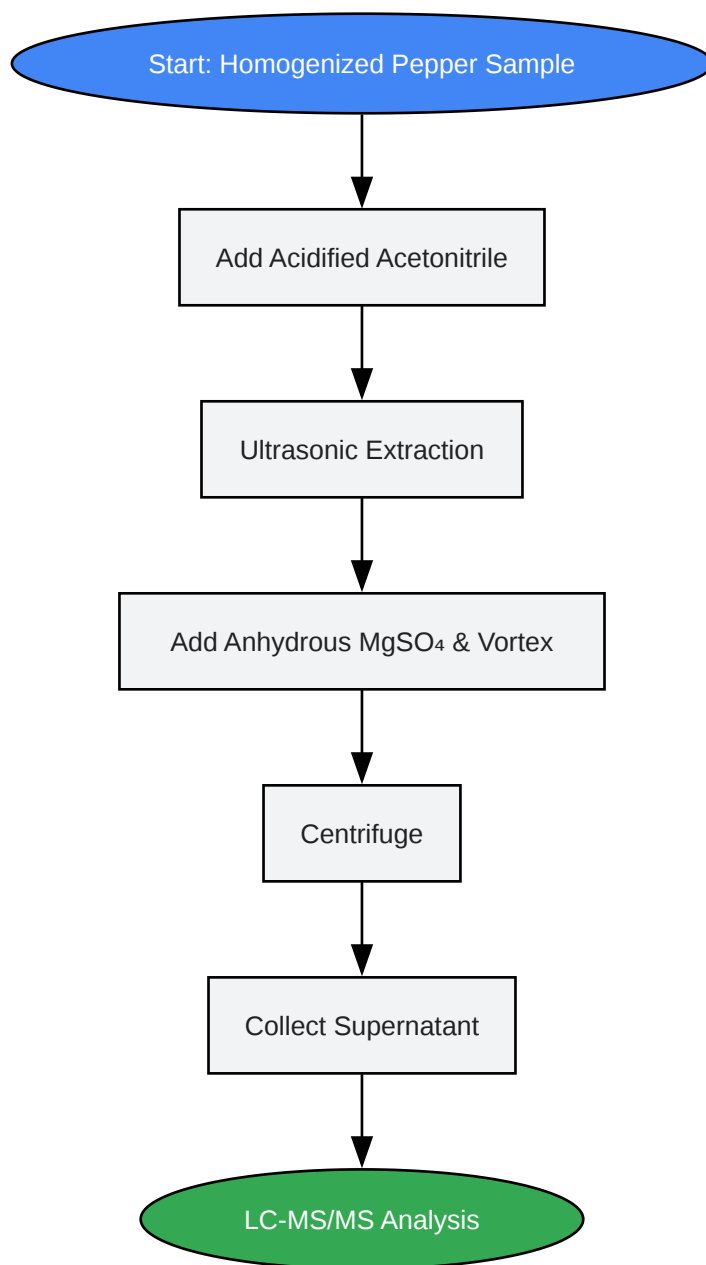 Start: Homogenized Pepper Sample
Add Acidified Acetonitrile
Ultrasonic Extraction
Add Anhydrous MgSO₄ & Vortex
Centrifuge
Collect Supernatant
LC-MS/MS Analysis